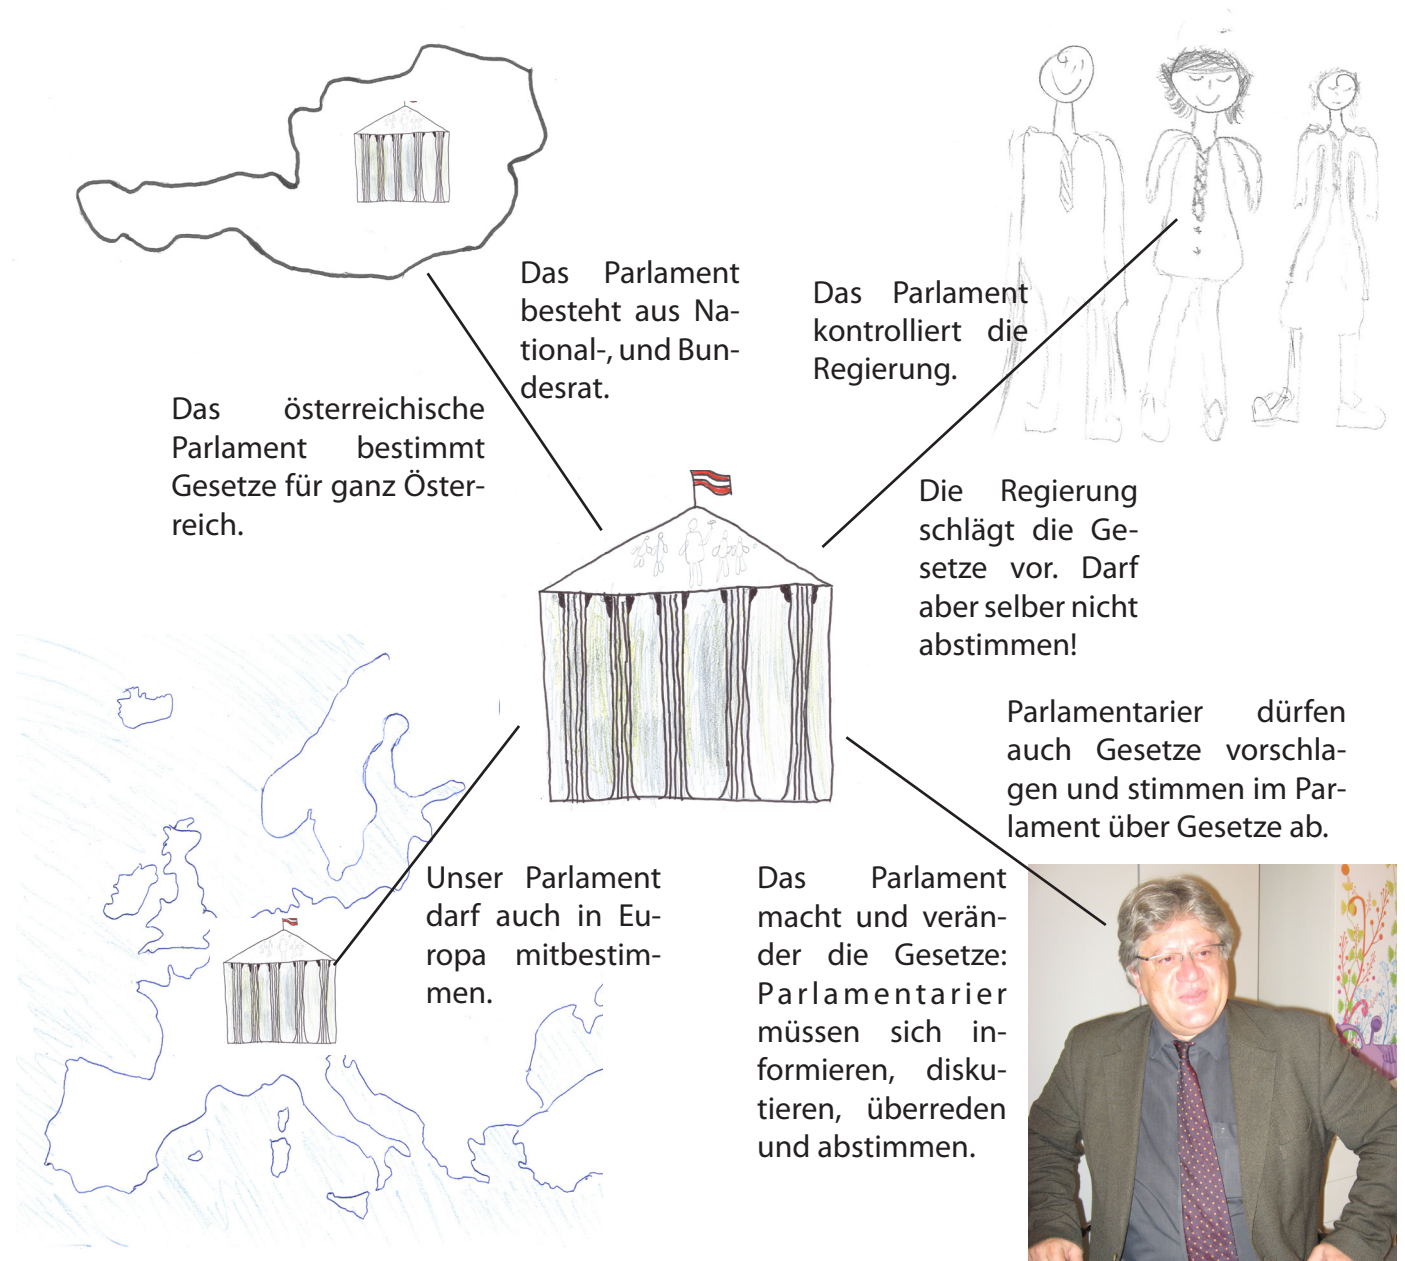 Das Parlament
besteht aus Na-
tional-, und Bun-
desrat.
Das Parlament
kontrolliert die
Regierung.
Das österreichische
Parlament bestimmt
Gesetze für ganz Öster-
reich.
Die Regierung
schlägt die Ge-
setze vor. Darf
aber selber nicht
abstimmen!
Parlamentarier dürfen
auch Gesetze vorschla-
gen und stimmen im Par-
lament über Gesetze ab.
Unser Parlament
darf auch in Eu-
ropa mitbestim-
men.
Das Parlament
macht und verän-
der die Gesetze:
Parlamentarier
müssen sich in-
formieren, disku-
tieren, überreden
und abstimmen.